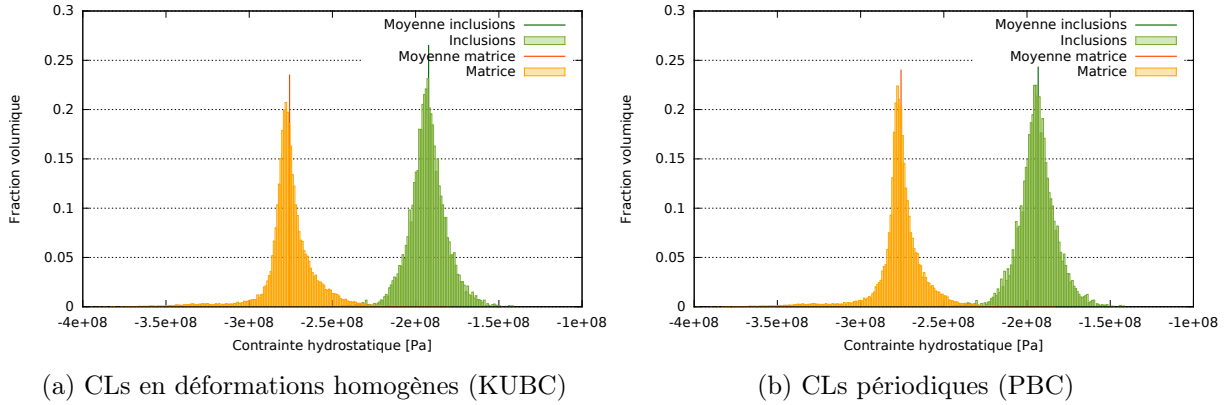 Moyenne inclusions
Inclusions
Moyenne matrice
Matrice
0.3
0.25
0.2
0.15
0.1
0.05
0
Fraction volumique
-4e+08
-3.5e+08
-3e+08
-2.5e+08
-2e+08
-1.5e+08
-1e+08
Contrainte hydrostatique [Pa]
(a) CLs en déformations homogènes (KUBC)
Moyenne inclusions
Inclusions
Moyenne matrice
Matrice
0.3
0.25
0.2
0.15
0.1
0.05
0
Fraction volumique
-4e+08
-3.5e+08
-3e+08
-2.5e+08
-2e+08
-1.5e+08
-1e+08
Contrainte hydrostatique [Pa]
(b) CLs périodiques (PBC)